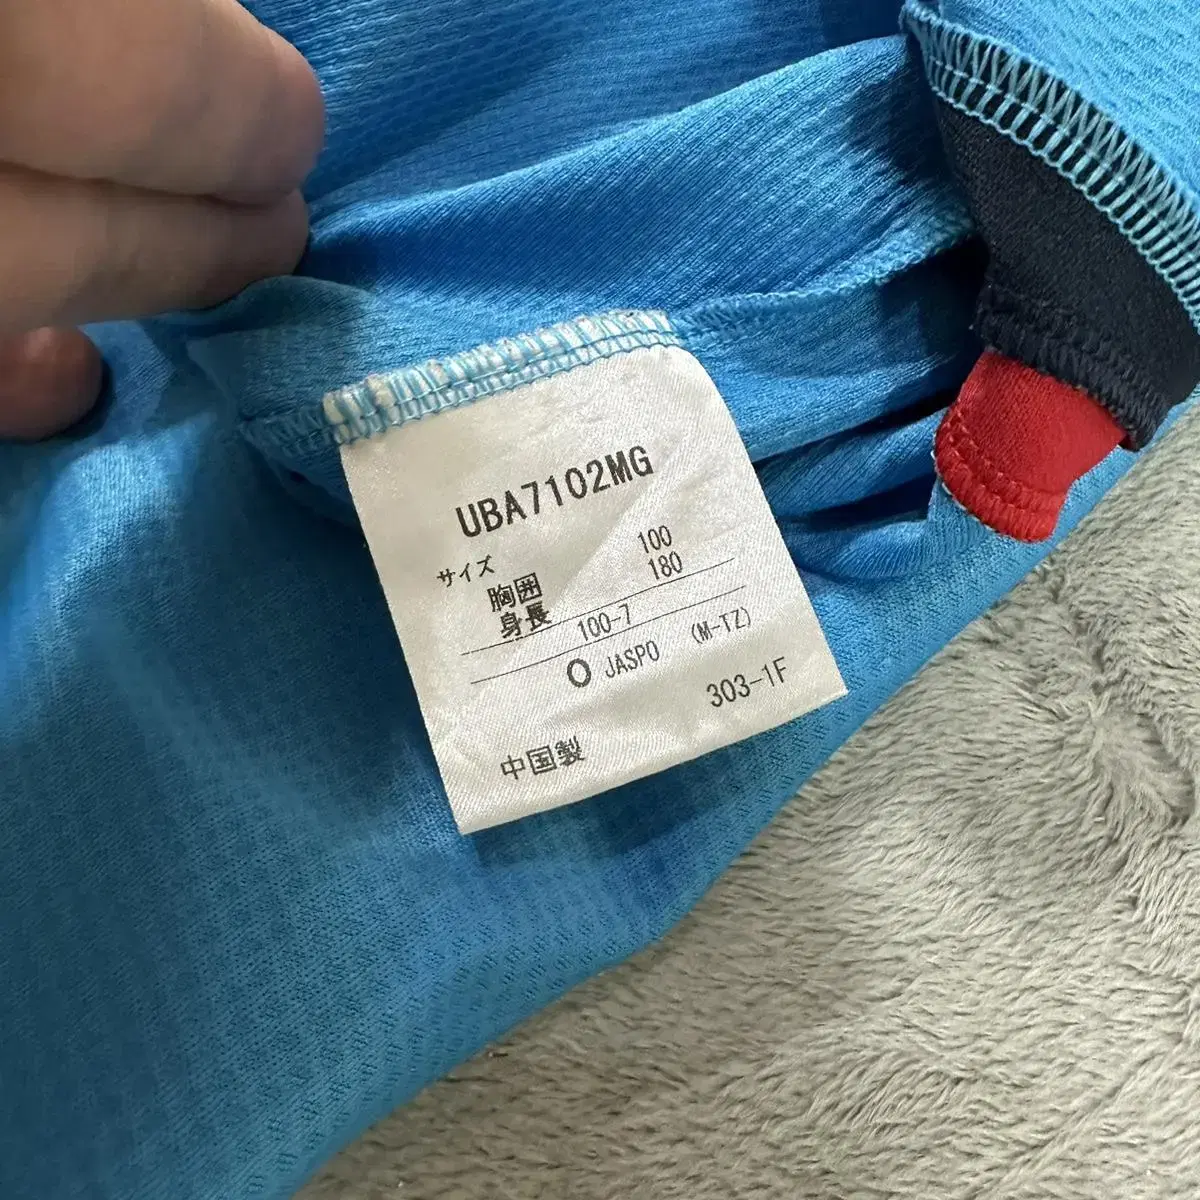 UBA7102MG
サイズ
胸囲 100
身長 180
100-7
O JASPO (M-TZ)
303-1F
中国製